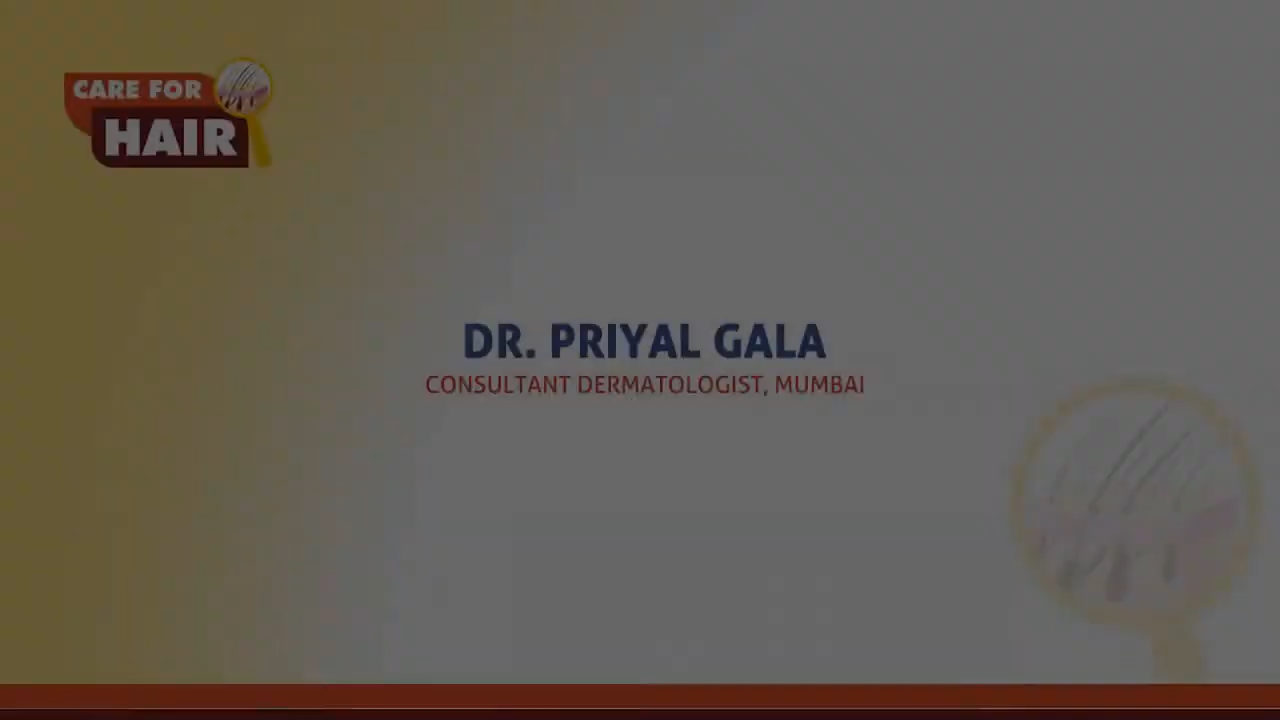 CARE FOR
HAIR
DR. PRIYAL GALA
CONSULTANT DERMATOLOGIST, MUMBAI